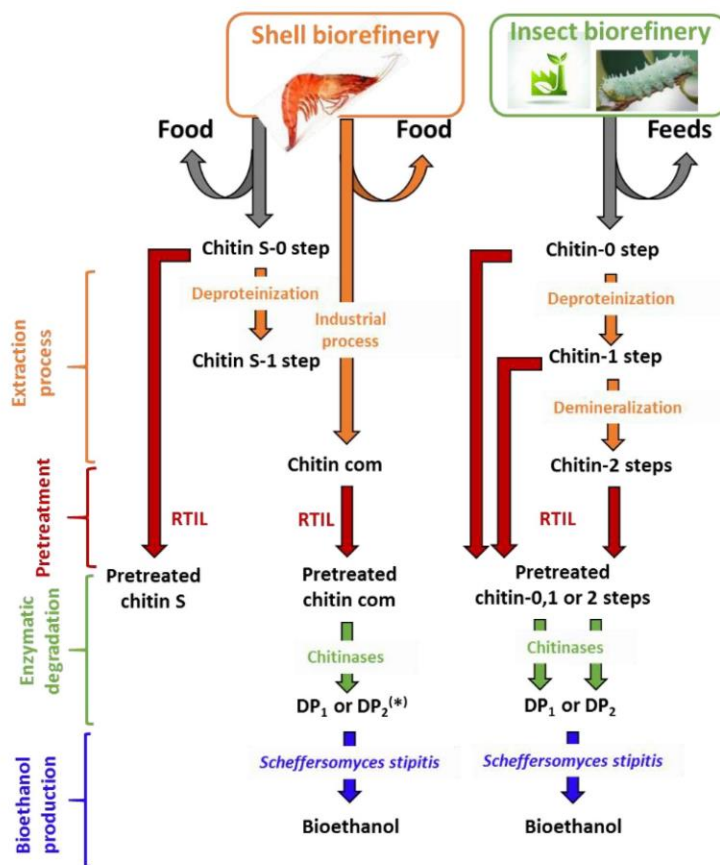 Shell biorefinery
Insect biorefinery
Food
Food
Feeds
Chitin S-0 step
Chitin-0 step
Deproteinization
Deproteinization
Industrial
process
Chitin S-1 step
Chitin-1 step
Demineralization
Chitin com
Chitin-2 steps
RTIL
RTIL
RTIL
Pretreated
chitin S
Pretreated
chitin com
Pretreated
chitin-0,1 or 2 steps
Chitinases
Chitinases
DP₁ or DP₂⁽*⁾
DP₁ or DP₂
Scheffersomyces stipitis
Scheffersomyces stipitis
Bioethanol
Bioethanol
Extraction
process
Pretreatment
Enzymatic
degradation
Bioethanol
production